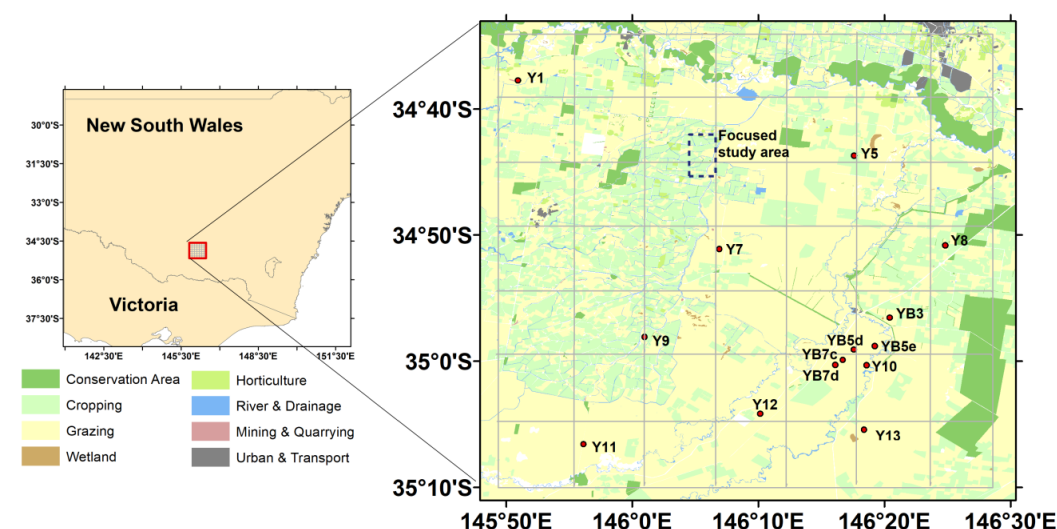 New South Wales
Victoria
30°0'S
31°30'S
33°0'S
34°30'S
36°0'S
37°30'S
142°30'E
145°30'E
148°30'E
151°30'E
Conservation Area
Cropping
Grazing
Wetland
Horticulture
River & Drainage
Mining & Quarrying
Urban & Transport
34°40'S
34°50'S
35°0'S
35°10'S
145°50'E
146°0'E
146°10'E
146°20'E
146°30'E
Y1
Focused
study area
Y5
Y7
Y8
YB3
Y9
YB5d
YB5e
YB7c
YB7d
Y10
Y12
Y13
Y11